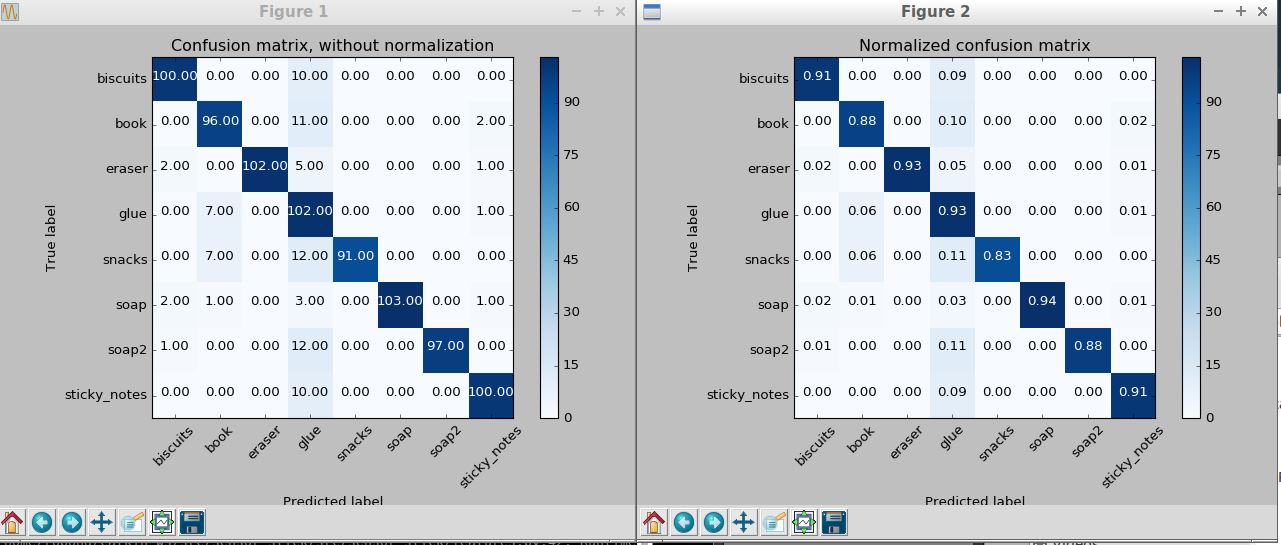 Figure 1
Confusion matrix, without normalization
biscuits 100.00 0.00 0.00 10.00 0.00 0.00 0.00 0.00
book 0.00 96.00 0.00 11.00 0.00 0.00 0.00 2.00
eraser 2.00 0.00 102.00 5.00 0.00 0.00 0.00 1.00
glue 0.00 7.00 0.00 102.00 0.00 0.00 0.00 1.00
snacks 0.00 7.00 0.00 12.00 91.00 0.00 0.00 0.00
soap 2.00 1.00 0.00 3.00 0.00 103.00 0.00 1.00
soap2 1.00 0.00 0.00 12.00 0.00 0.00 97.00 0.00
sticky_notes 0.00 0.00 0.00 10.00 0.00 0.00 0.00 100.00
True label
biscuits book eraser glue snacks soap soap2 sticky_notes
Predicted label
90
75
60
45
30
15
0
Figure 2
Normalized confusion matrix
biscuits 0.91 0.00 0.00 0.09 0.00 0.00 0.00 0.00
book 0.00 0.88 0.00 0.10 0.00 0.00 0.00 0.02
eraser 0.02 0.00 0.93 0.05 0.00 0.00 0.00 0.01
glue 0.00 0.06 0.00 0.93 0.00 0.00 0.00 0.01
snacks 0.00 0.06 0.00 0.11 0.83 0.00 0.00 0.00
soap 0.02 0.01 0.00 0.03 0.00 0.94 0.00 0.01
soap2 0.01 0.00 0.00 0.11 0.00 0.00 0.88 0.00
sticky_notes 0.00 0.00 0.00 0.09 0.00 0.00 0.00 0.91
True label
biscuits book eraser glue snacks soap soap2 sticky_notes
Predicted label
90
75
60
45
30
15
0